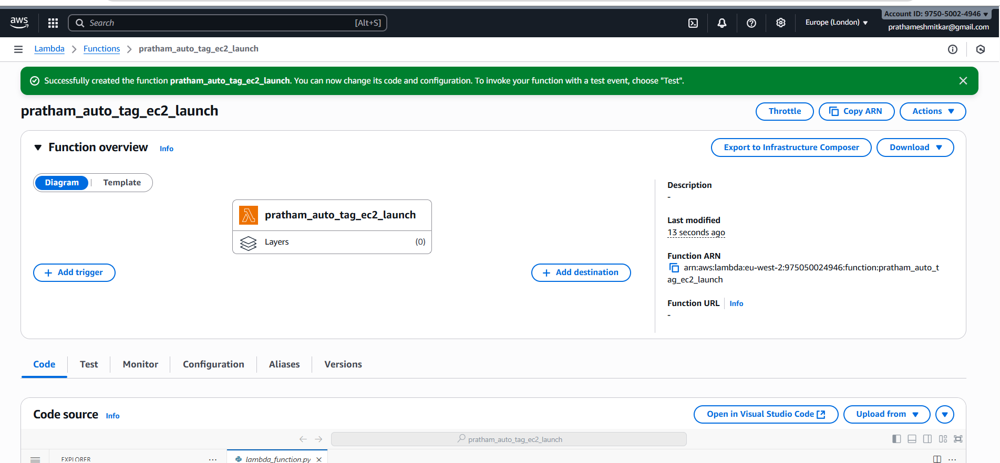 aws
Search
[Alt+S]
Europe (London)
Account ID: 9750-5002-4946
prathameshmitkar@gmail.com
Lambda
Functions
pratham_auto_tag_ec2_launch
Successfully created the function pratham_auto_tag_ec2_launch. You can now change its code and configuration. To invoke your function with a test event, choose "Test".
pratham_auto_tag_ec2_launch
Throttle
Copy ARN
Actions
Function overview
Info
Export to Infrastructure Composer
Download
Diagram
Template
pratham_auto_tag_ec2_launch
Layers
(0)
Add trigger
Add destination
Description
-
Last modified
13 seconds ago
Function ARN
arn:aws:lambda:eu-west-2:975050024946:function:pratham_auto_t
ag_ec2_launch
Function URL
Info
-
Code
Test
Monitor
Configuration
Aliases
Versions
Code source
Info
Open in Visual Studio Code
Upload from
pratham_auto_tag_ec2_launch
EXPLORER
lambda_function.py